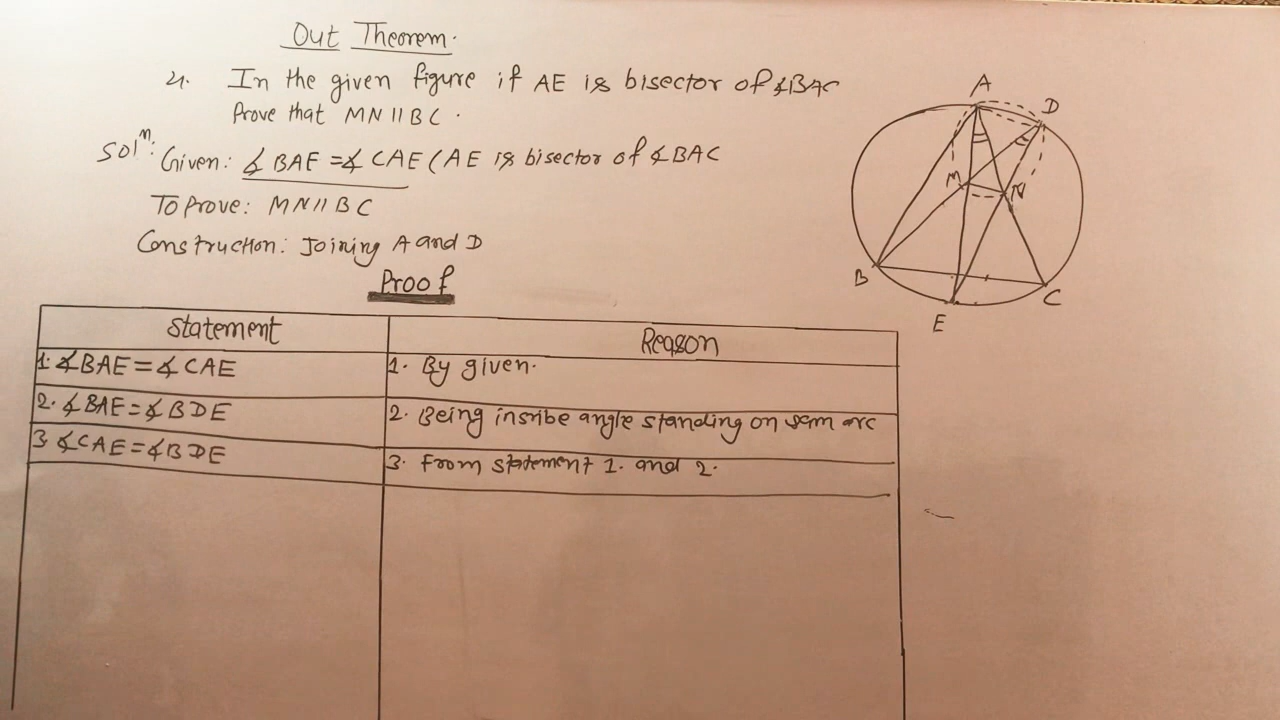 Out Theorem.
4. In the given figure if AE is bisector of ∡BAC
Prove that MN // BC.
Solⁿ: Given: ∡BAE = ∡CAE (AE is bisector of ∡BAC
To Prove: MN // BC
Construction: Joining A and D
Proof
Statement Reason
1. ∡BAE = ∡CAE 1. By given.
2. ∡BAE = ∡BDE 2. Being insribe angle standing on sem arc
3. ∡CAE = ∡BDE 3. From statement 1. and 2.
A
D
M
N
B
C
E